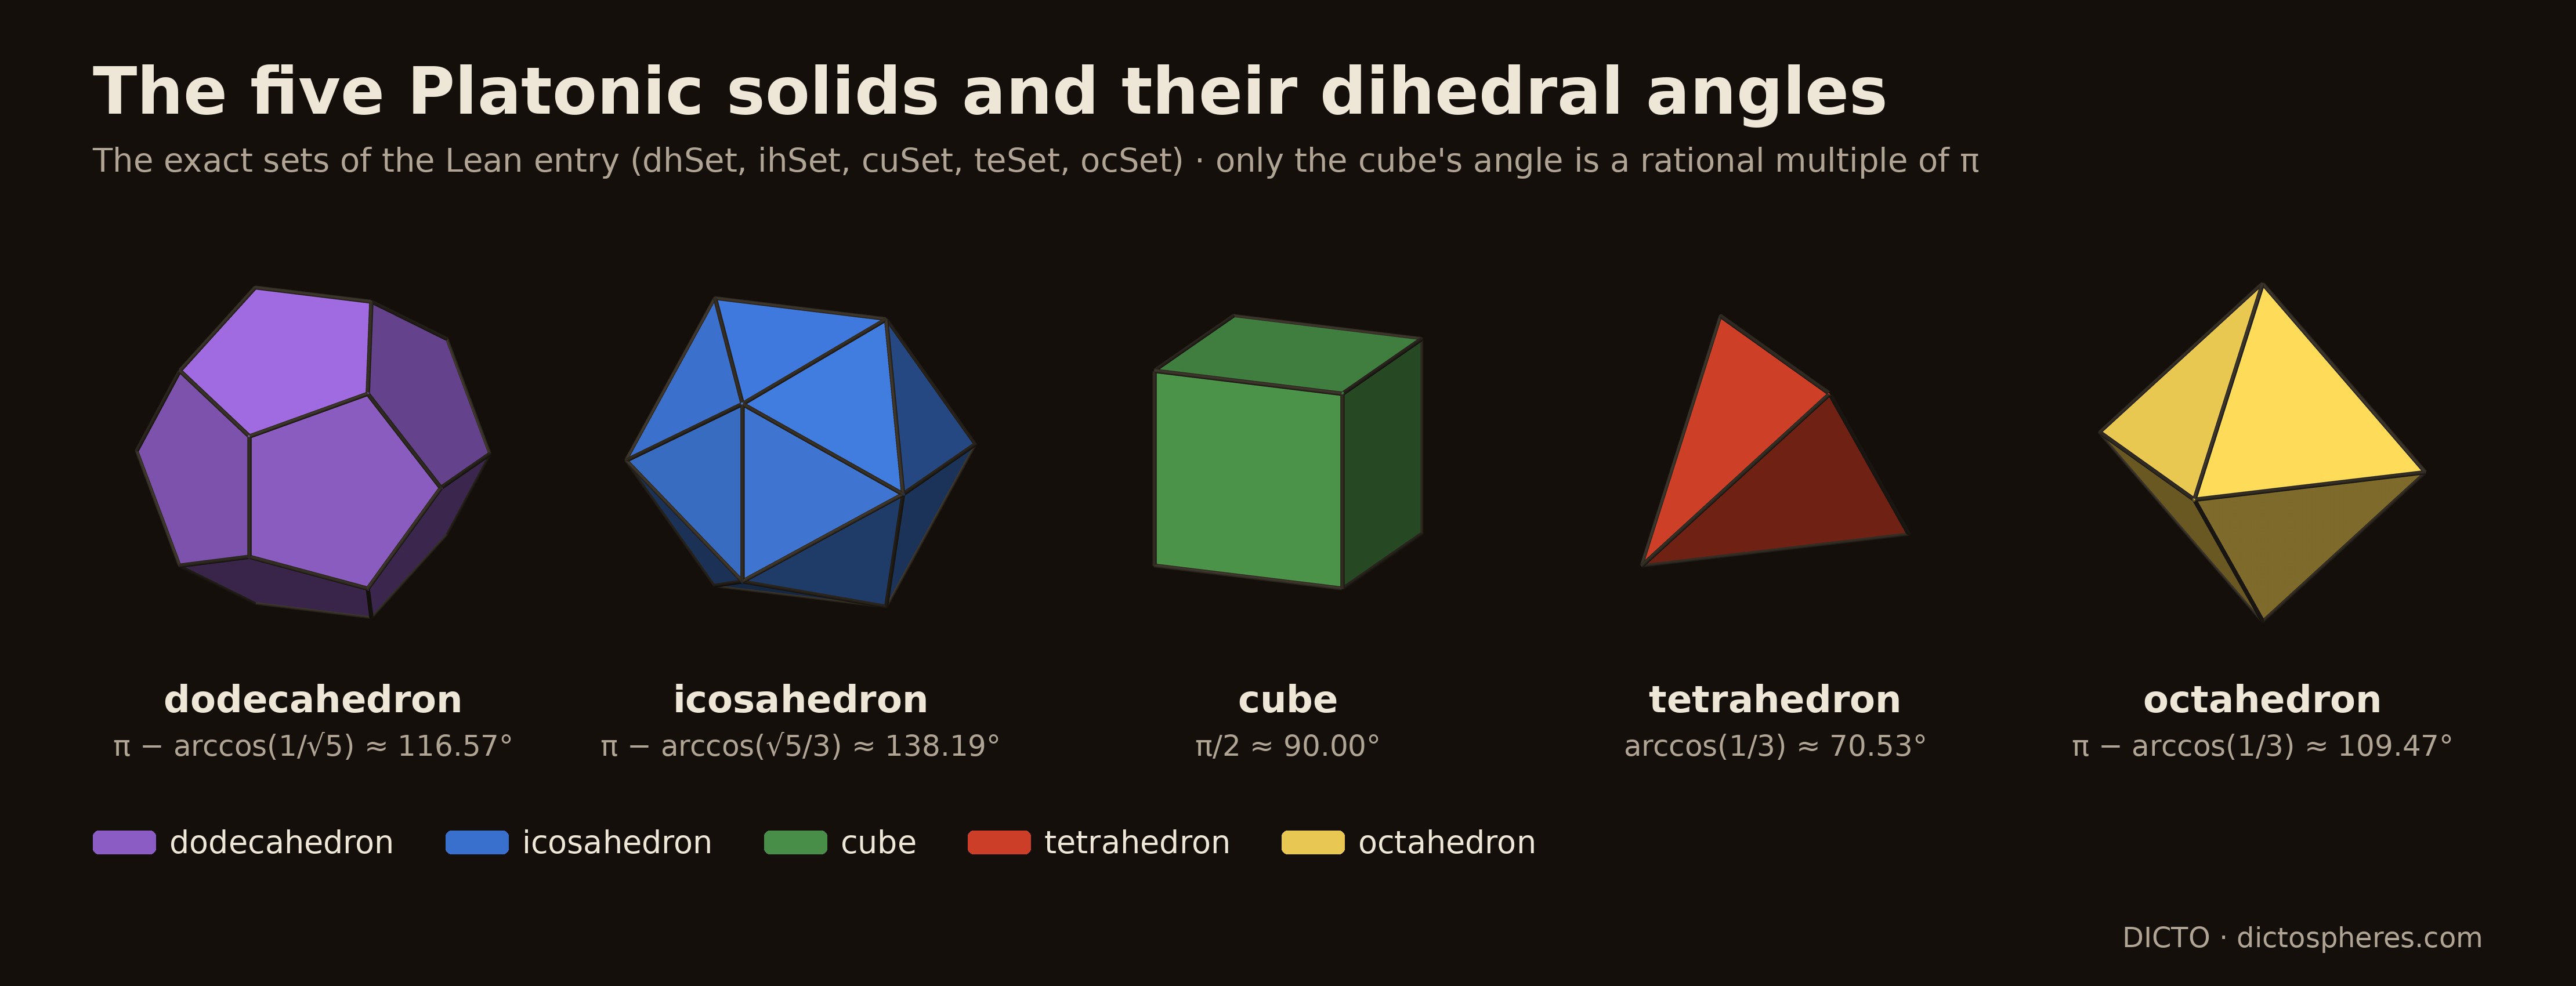 The five Platonic solids and their dihedral angles
The exact sets of the Lean entry (dhSet, ihSet, cuSet, teSet, ocSet) · only the cube's angle is a rational multiple of π
dodecahedron
π − arccos(1/√5) ≈ 116.57°
icosahedron
π − arccos(√5/3) ≈ 138.19°
cube
π/2 ≈ 90.00°
tetrahedron
arccos(1/3) ≈ 70.53°
octahedron
π − arccos(1/3) ≈ 109.47°
dodecahedron icosahedron cube tetrahedron octahedron
DICTO · dictospheres.com